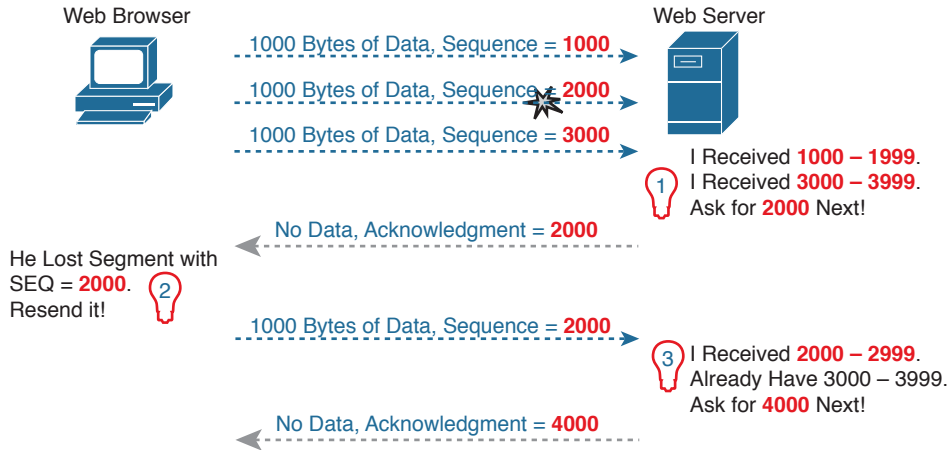 Web Browser
Web Server
1000 Bytes of Data, Sequence = 1000
1000 Bytes of Data, Sequence = 2000
1000 Bytes of Data, Sequence = 3000
1
I Received 1000 – 1999.
I Received 3000 – 3999.
Ask for 2000 Next!
No Data, Acknowledgment = 2000
He Lost Segment with
SEQ = 2000.
Resend it!
2
1000 Bytes of Data, Sequence = 2000
3
I Received 2000 – 2999.
Already Have 3000 – 3999.
Ask for 4000 Next!
No Data, Acknowledgment = 4000